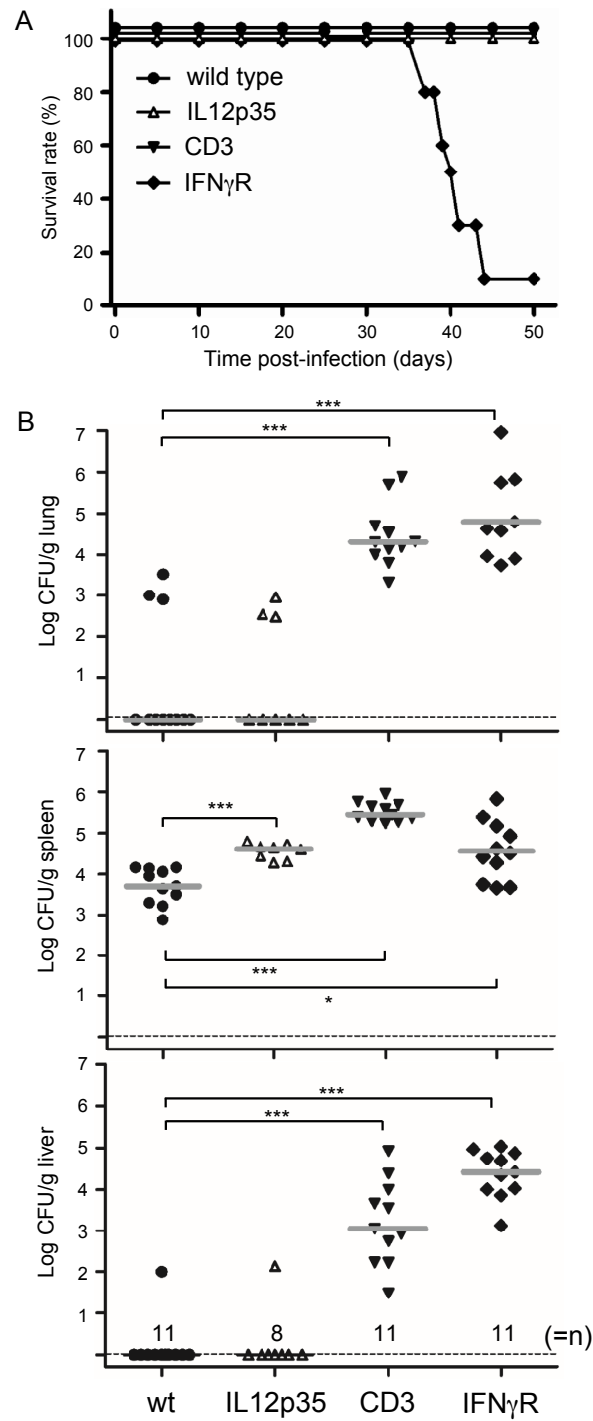 A
Survival rate (%)
100
80
60
40
20
0
wild type
IL12p35
CD3
IFNγR
0 10 20 30 40 50
Time post-infection (days)
B
Log CFU/g lung
7
6
5
4
3
2
1
***
***
Log CFU/g spleen
7
6
5
4
3
2
1
***
***
*
Log CFU/g liver
7
6
5
4
3
2
1
***
***
11 8 11 11 (=n)
wt IL12p35 CD3 IFNγR